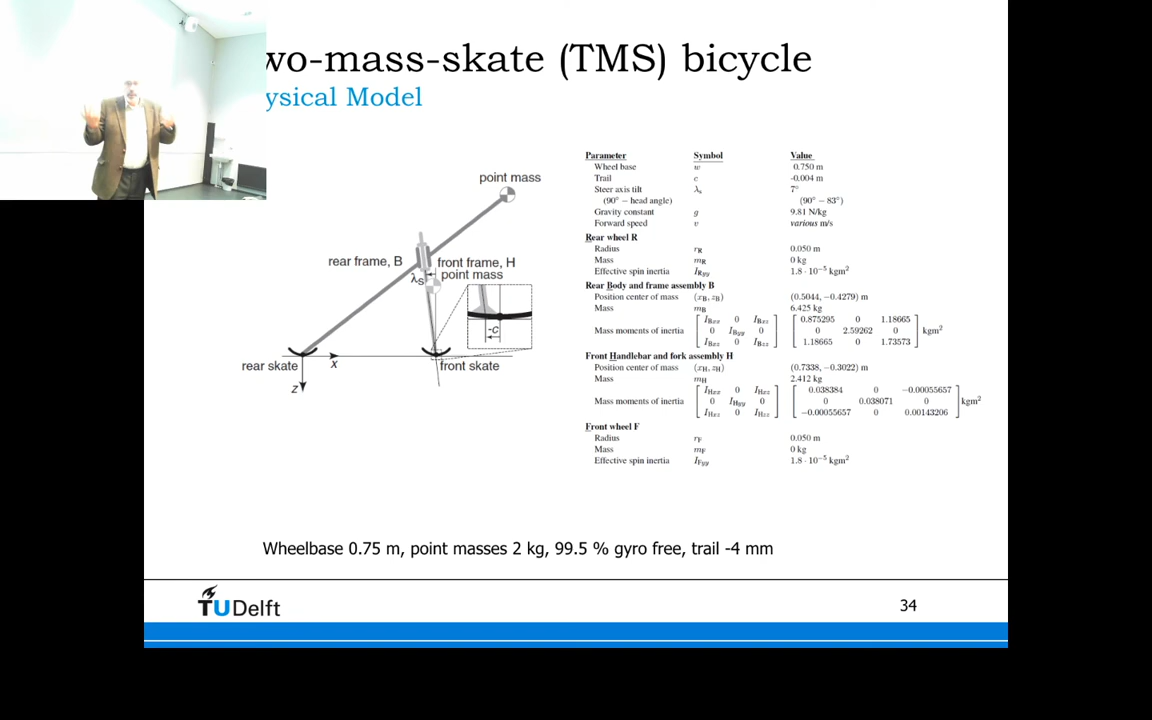 wo-mass-skate (TMS) bicycle
ysical Model
point mass
rear frame, B
front frame, H
λs
point mass
-c
rear skate
x
front skate
z
Parameter Symbol Value
Wheel base w 0.750 m
Trail c -0.004 m
Steer axis tilt λs 7°
(90° − head angle) (90° − 83°)
Gravity constant g 9.81 N/kg
Forward speed v various m/s
Rear wheel R
Radius rR 0.050 m
Mass mR 0 kg
Effective spin inertia IRyy 1.8 · 10⁻⁵ kgm²
Rear Body and frame assembly B
Position center of mass (xB, zB) (0.5044, −0.4279) m
Mass mB 6.425 kg
IBxx 0 IBxz 0.875295 0 1.18665
Mass moments of inertia 0 IByy 0 0 2.59262 0 kgm²
IBxz 0 IBzz 1.18665 0 1.73573
Front Handlebar and fork assembly H
Position center of mass (xH, zH) (0.7338, −0.3022) m
Mass mH 2.412 kg
IHxx 0 IHxz 0.038384 0 −0.00055657
Mass moments of inertia 0 IHyy 0 0 0.038071 0 kgm²
IHxz 0 IHzz −0.00055657 0 0.00143206
Front wheel F
Radius rF 0.050 m
Mass mF 0 kg
Effective spin inertia IFyy 1.8 · 10⁻⁵ kgm²
Wheelbase 0.75 m, point masses 2 kg, 99.5 % gyro free, trail -4 mm
TUDelft
34